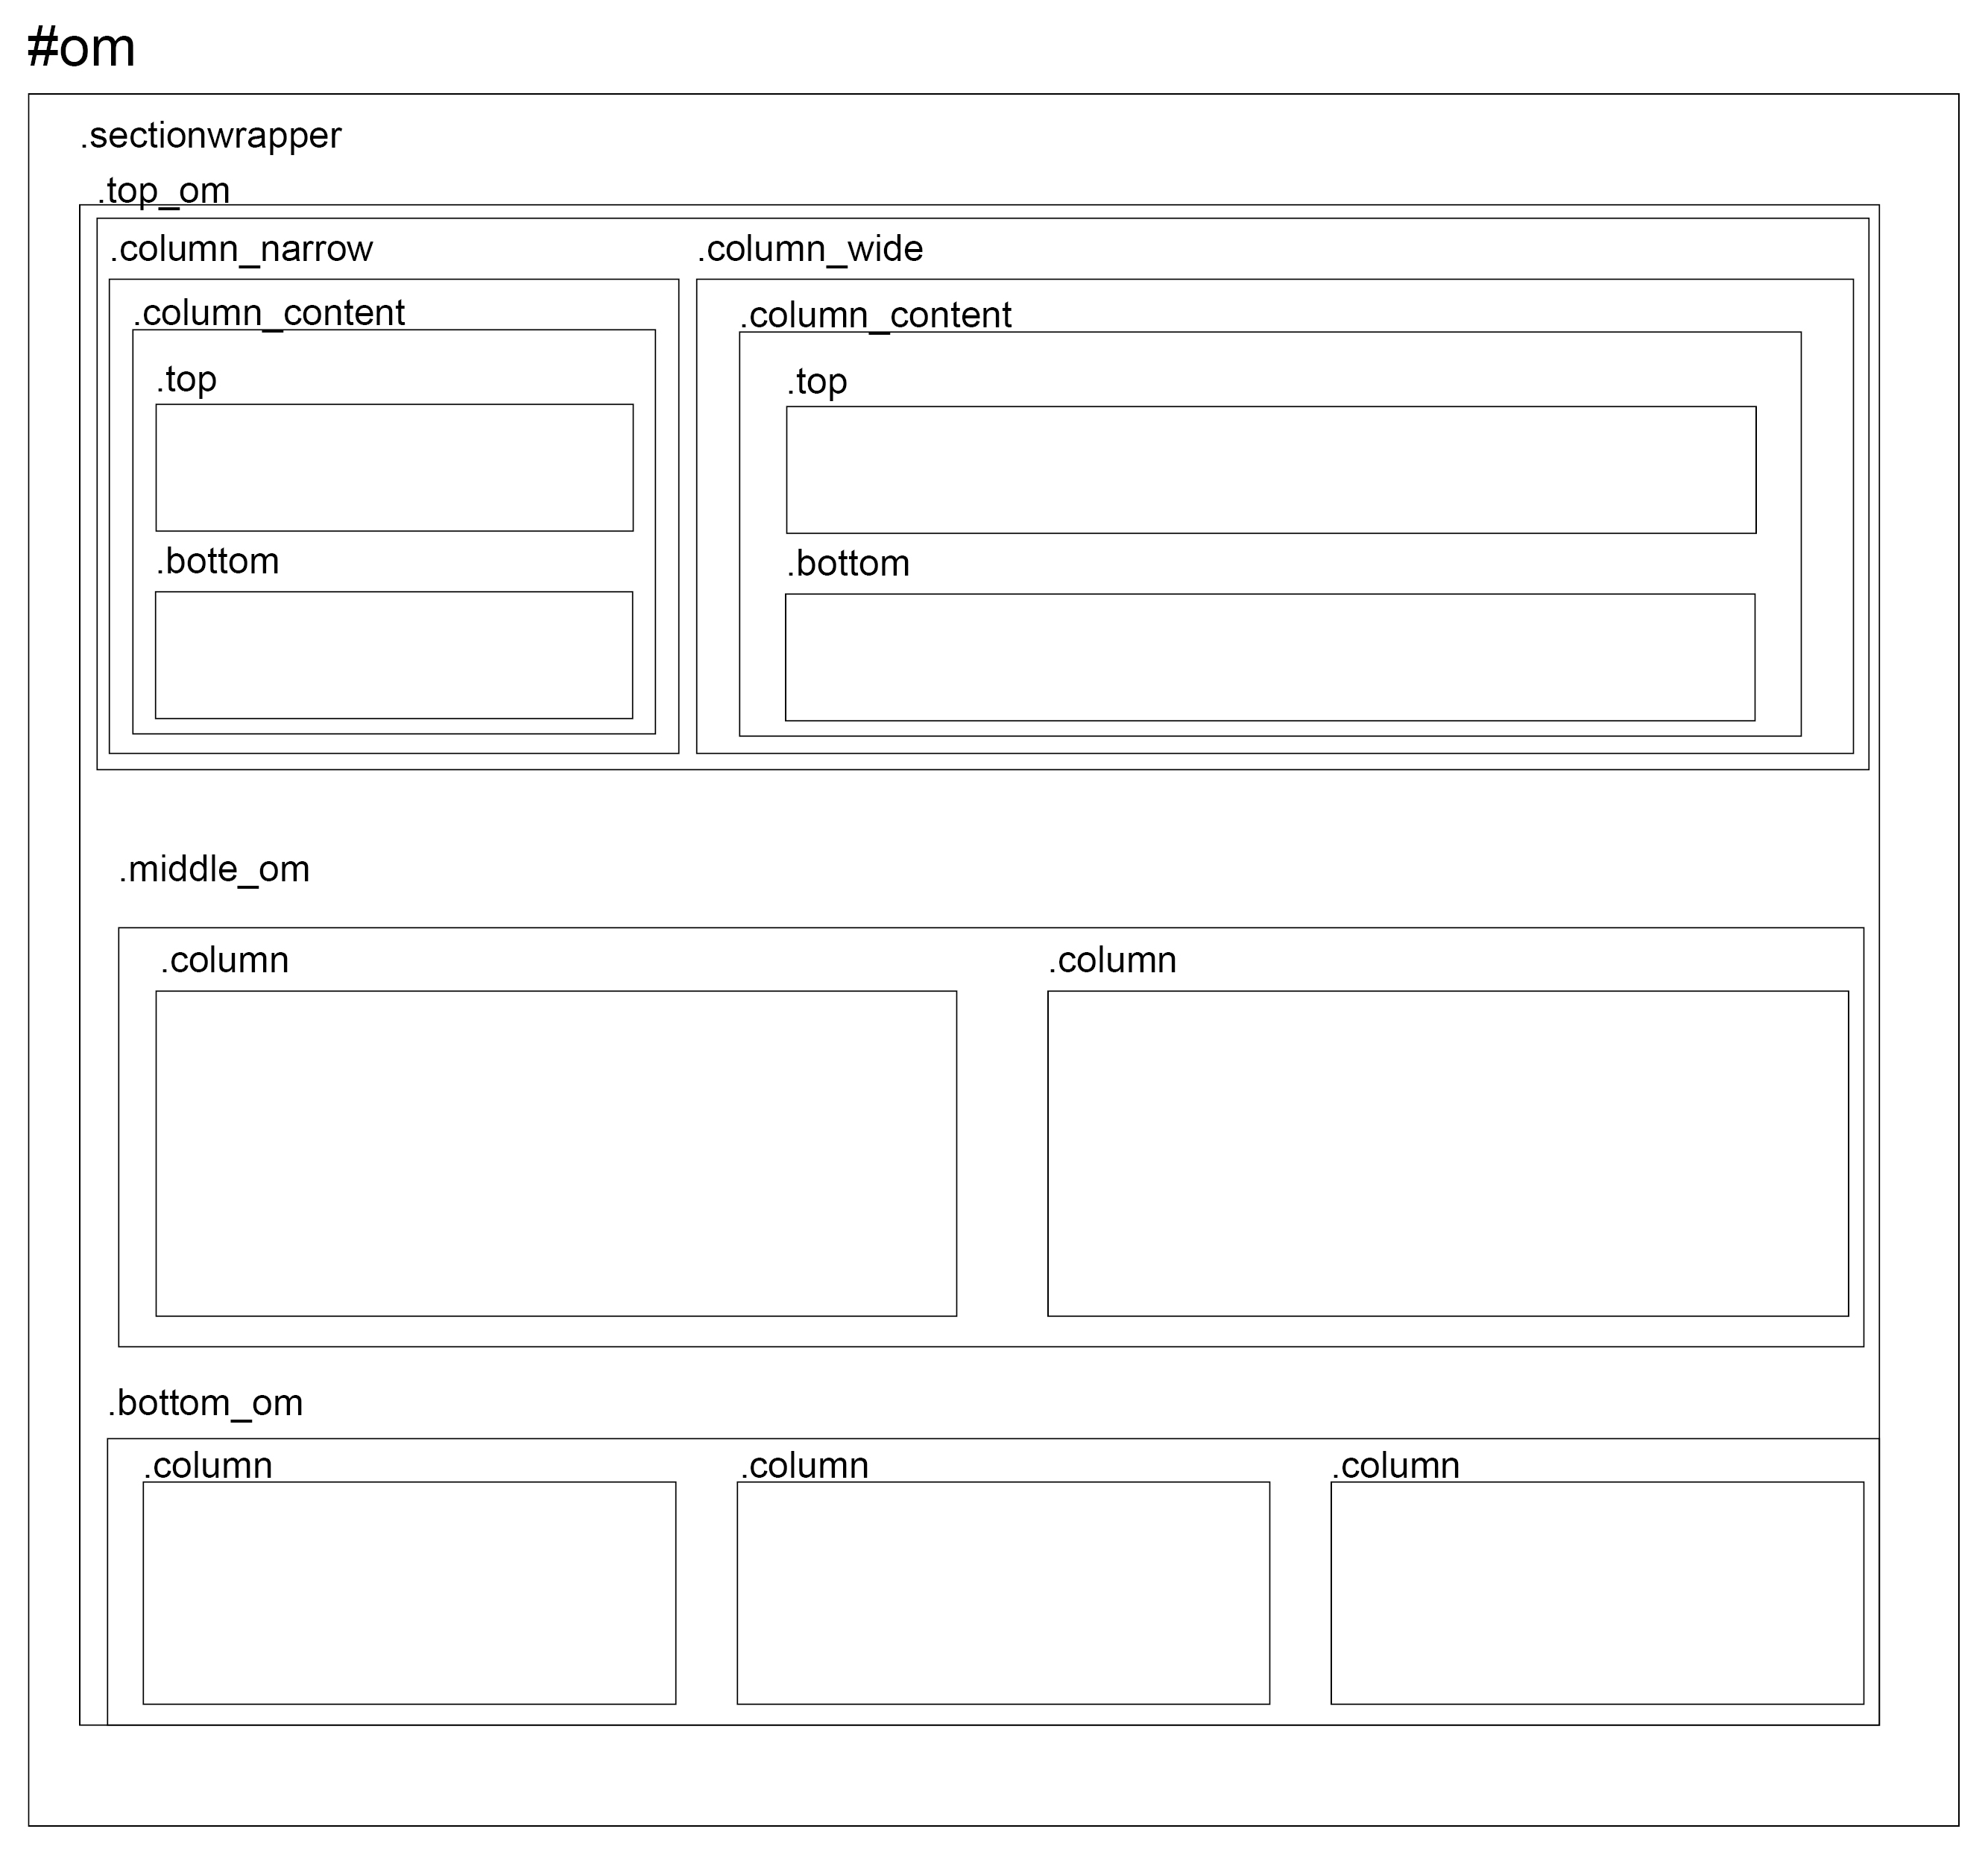 #om
.sectionwrapper
.top_om
.column_narrow
.column_wide
.column_content
.column_content
.top
.top
.bottom
.bottom
.middle_om
.column
.column
.bottom_om
.column
.column
.column